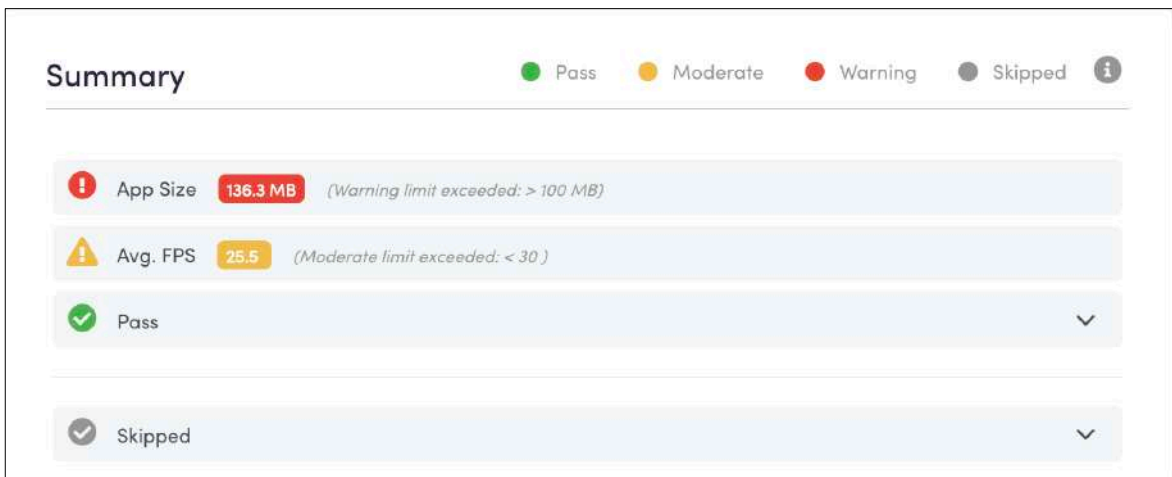 Summary Pass Moderate Warning Skipped
App Size 136.3 MB (Warning limit exceeded: > 100 MB)
Avg. FPS 25.5 (Moderate limit exceeded: < 30 )
Pass
Skipped